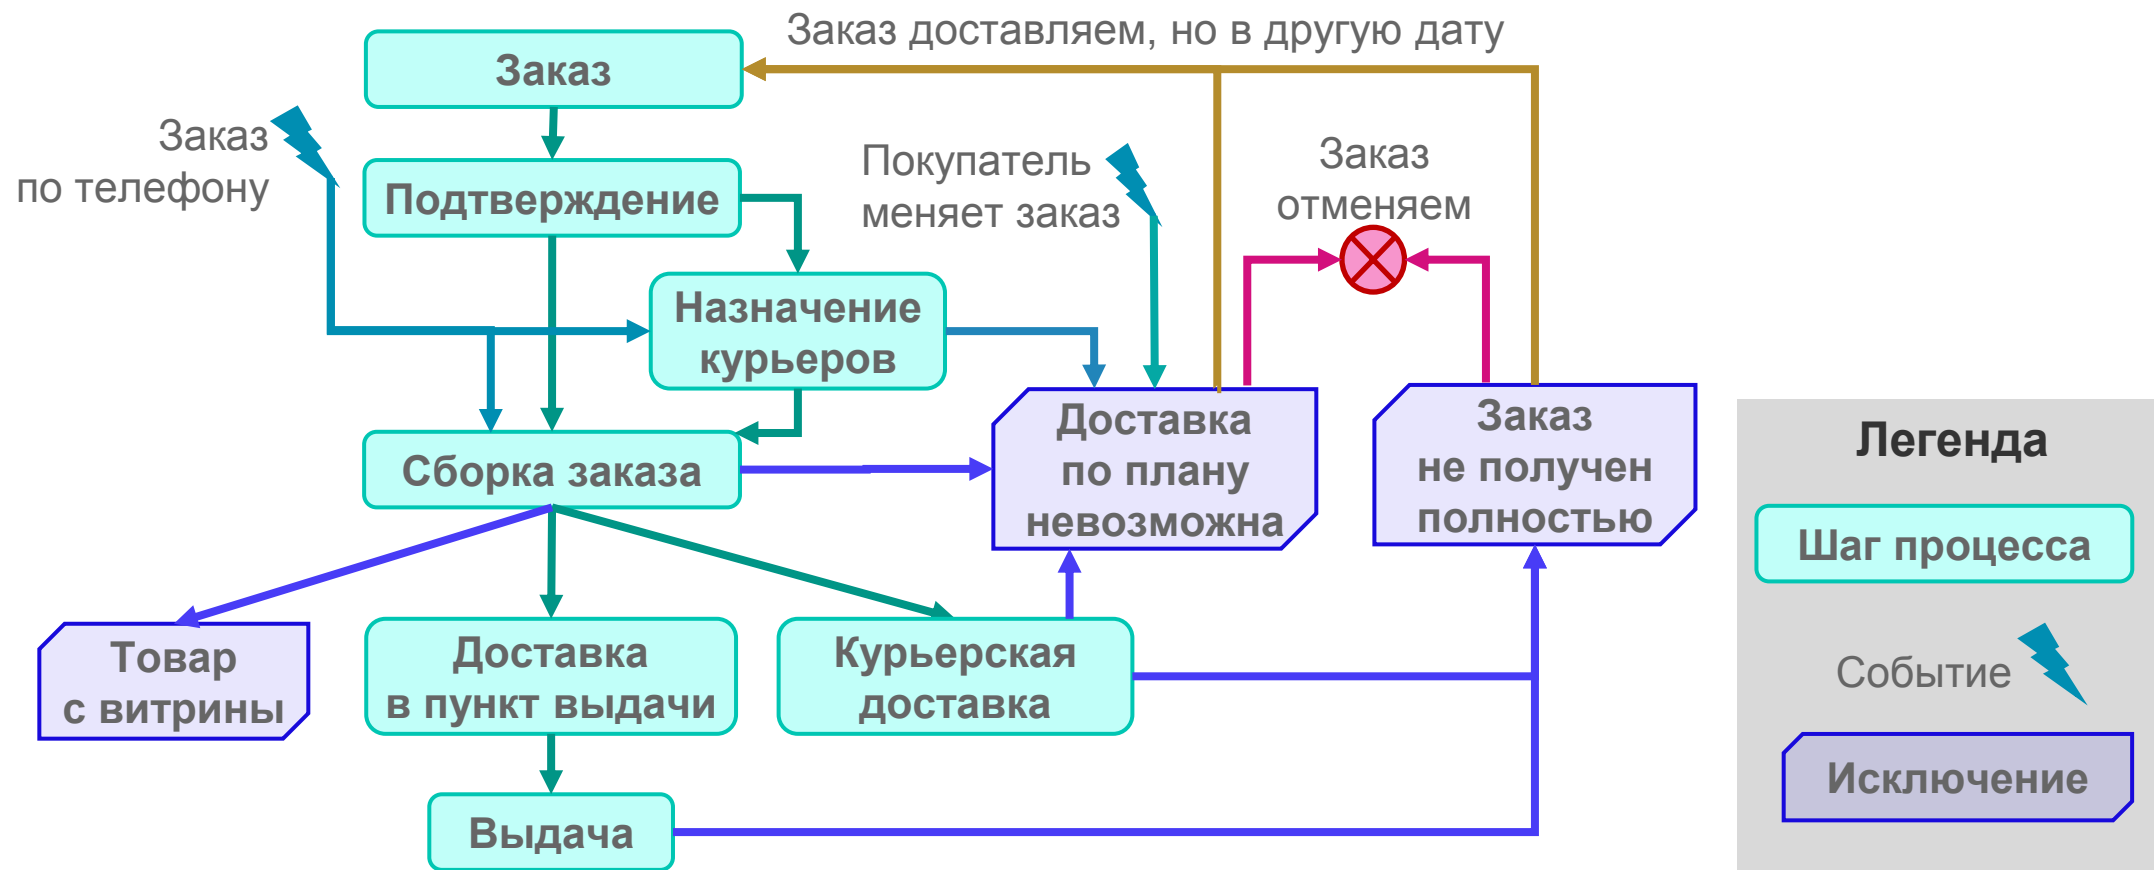 Заказ доставляем, но в другую дату
Заказ
Заказ
по телефону
Подтверждение
Покупатель
меняет заказ
Заказ
отменяем
Назначение
курьеров
Сборка заказа
Доставка
по плану
невозможна
Заказ
не получен
полностью
Товар
с витрины
Доставка
в пункт выдачи
Курьерская
доставка
Выдача
Легенда
Шаг процесса
Событие
Исключение